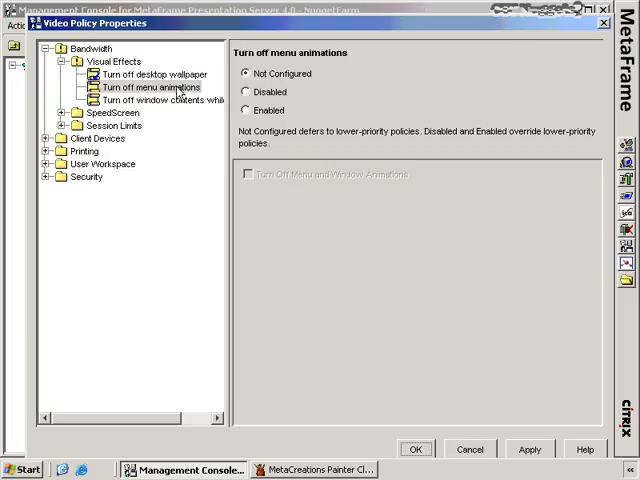 Management Console for MetaFrame Presentation Server 4.0 - NuggetFarm
Video Policy Properties
Bandwidth
Visual Effects
Turn off desktop wallpaper
Turn off menu animations
Turn off window contents whil
SpeedScreen
Session Limits
Client Devices
Printing
User Workspace
Security
Turn off menu animations
Not Configured
Disabled
Enabled
Not Configured defers to lower-priority policies. Disabled and Enabled override lower-priority
policies.
Turn Off Menu and Window Animations
OK
Cancel
Apply
Help
MetaFrame
CITRIX
Start
Management Console...
MetaCreations Painter Cl...